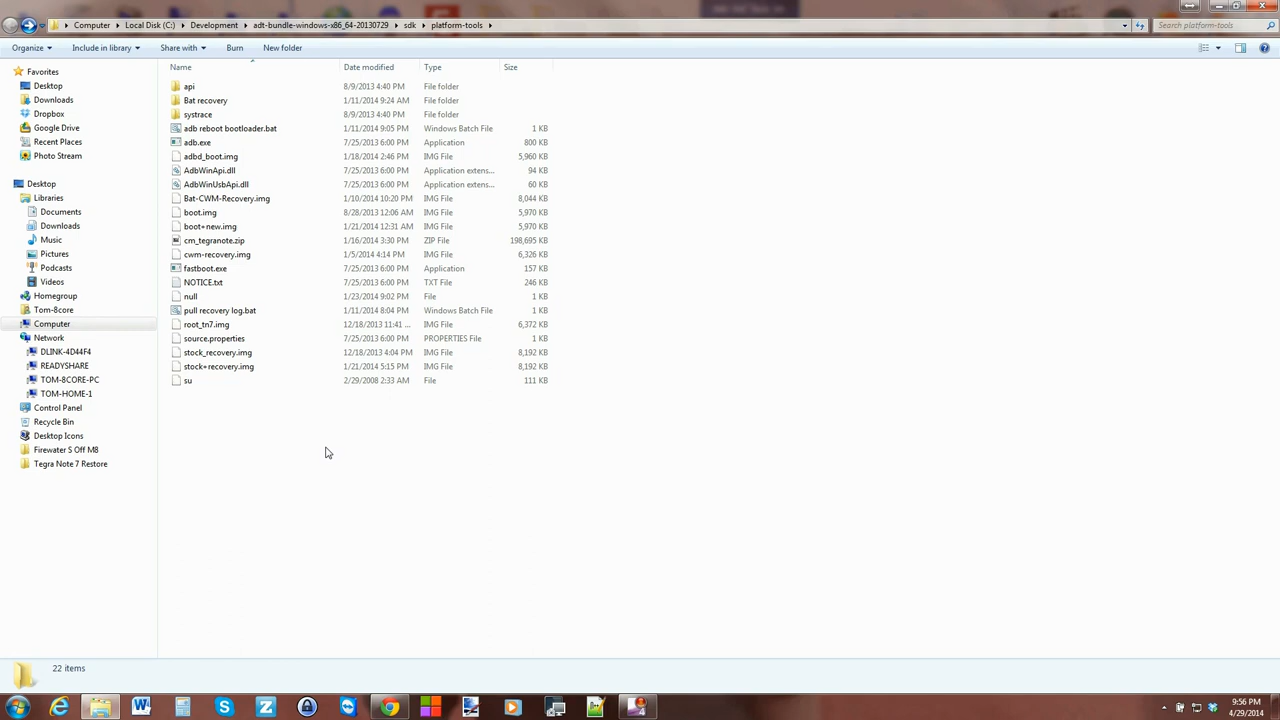 Computer Local Disk (C:) Development adt-bundle-windows-x86_64-20130729 sdk platform-tools Search platform-tools
Organize Include in library Share with Burn New folder
Name Date modified Type Size
Favorites
Desktop
Downloads
Dropbox
Google Drive
Recent Places
Photo Stream
Desktop
Libraries
Documents
Downloads
Music
Pictures
Podcasts
Videos
Homegroup
Tom-8core
Computer
Network
DLINK-4D44F4
READYSHARE
TOM-8CORE-PC
TOM-HOME-1
Control Panel
Recycle Bin
Desktop Icons
Firewater S Off M8
Tegra Note 7 Restore
api 8/9/2013 4:40 PM File folder
Bat recovery 1/11/2014 9:24 AM File folder
systrace 8/9/2013 4:40 PM File folder
adb reboot bootloader.bat 1/11/2014 9:05 PM Windows Batch File 1 KB
adb.exe 7/25/2013 6:00 PM Application 800 KB
adbd_boot.img 1/18/2014 2:46 PM IMG File 5,960 KB
AdbWinApi.dll 7/25/2013 6:00 PM Application extens... 94 KB
AdbWinUsbApi.dll 7/25/2013 6:00 PM Application extens... 60 KB
Bat-CWM-Recovery.img 1/10/2014 10:20 PM IMG File 8,044 KB
boot.img 8/28/2013 12:06 AM IMG File 5,970 KB
boot+new.img 1/21/2014 12:31 AM IMG File 5,970 KB
cm_tegranote.zip 1/16/2014 3:30 PM ZIP File 198,695 KB
cwm-recovery.img 1/5/2014 4:14 PM IMG File 6,326 KB
fastboot.exe 7/25/2013 6:00 PM Application 157 KB
NOTICE.txt 7/25/2013 6:00 PM TXT File 246 KB
null 1/23/2014 9:02 PM File 1 KB
pull recovery log.bat 1/11/2014 8:04 PM Windows Batch File 1 KB
root_tn7.img 12/18/2013 11:41 ... IMG File 6,372 KB
source.properties 7/25/2013 6:00 PM PROPERTIES File 1 KB
stock_recovery.img 12/18/2013 4:04 PM IMG File 8,192 KB
stock+recovery.img 1/21/2014 5:15 PM IMG File 8,192 KB
su 2/29/2008 2:33 AM File 111 KB
22 items
9:56 PM
4/29/2014